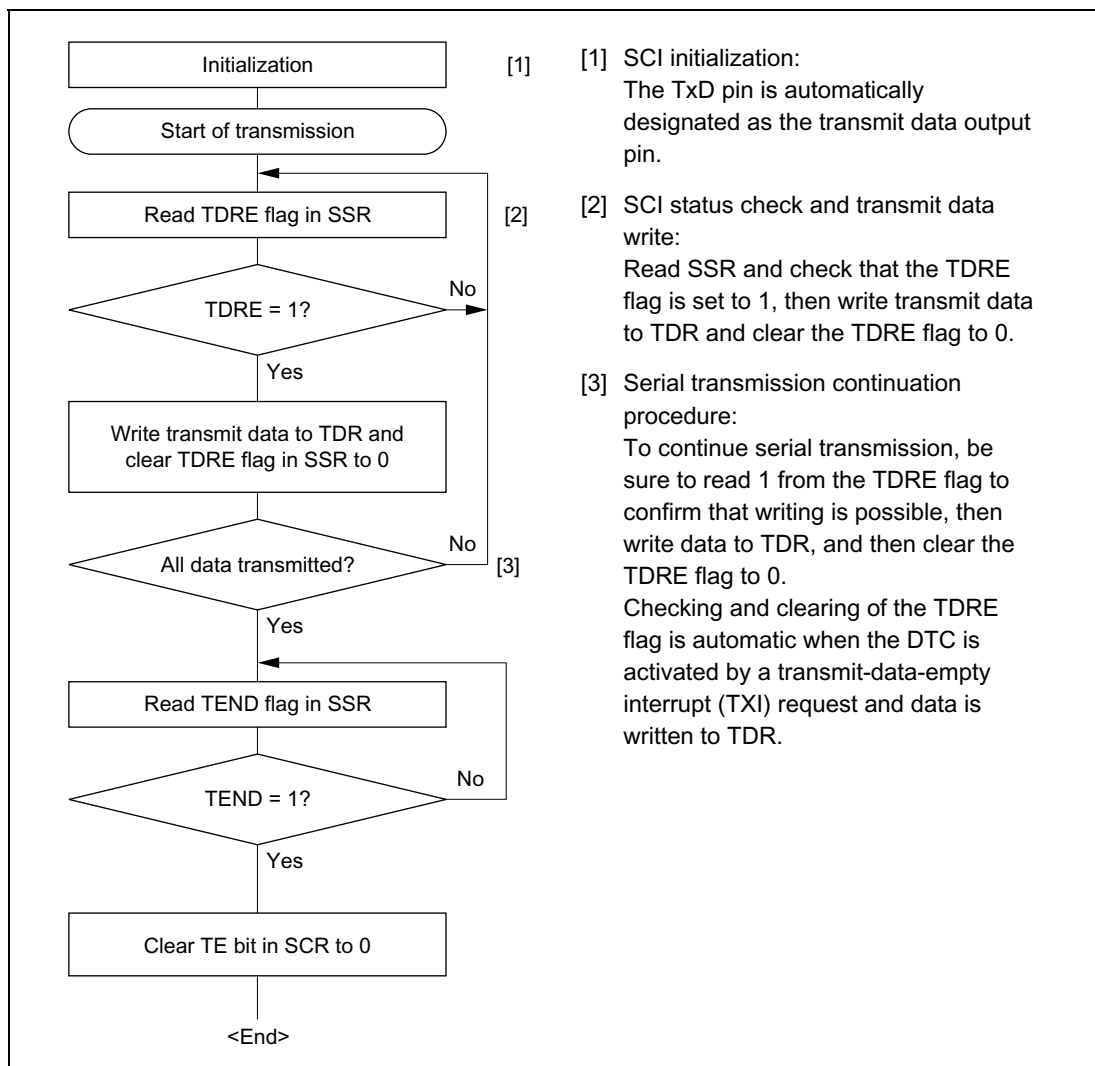 Initialization
[1]
Start of transmission
Read TDRE flag in SSR
[2]
TDRE = 1?
No
Yes
Write transmit data to TDR and
clear TDRE flag in SSR to 0
All data transmitted?
No
[3]
Yes
Read TEND flag in SSR
TEND = 1?
No
Yes
Clear TE bit in SCR to 0
<End>
[1] SCI initialization:
The TxD pin is automatically
designated as the transmit data output
pin.
[2] SCI status check and transmit data
write:
Read SSR and check that the TDRE
flag is set to 1, then write transmit data
to TDR and clear the TDRE flag to 0.
[3] Serial transmission continuation
procedure:
To continue serial transmission, be
sure to read 1 from the TDRE flag to
confirm that writing is possible, then
write data to TDR, and then clear the
TDRE flag to 0.
Checking and clearing of the TDRE
flag is automatic when the DTC is
activated by a transmit-data-empty
interrupt (TXI) request and data is
written to TDR.